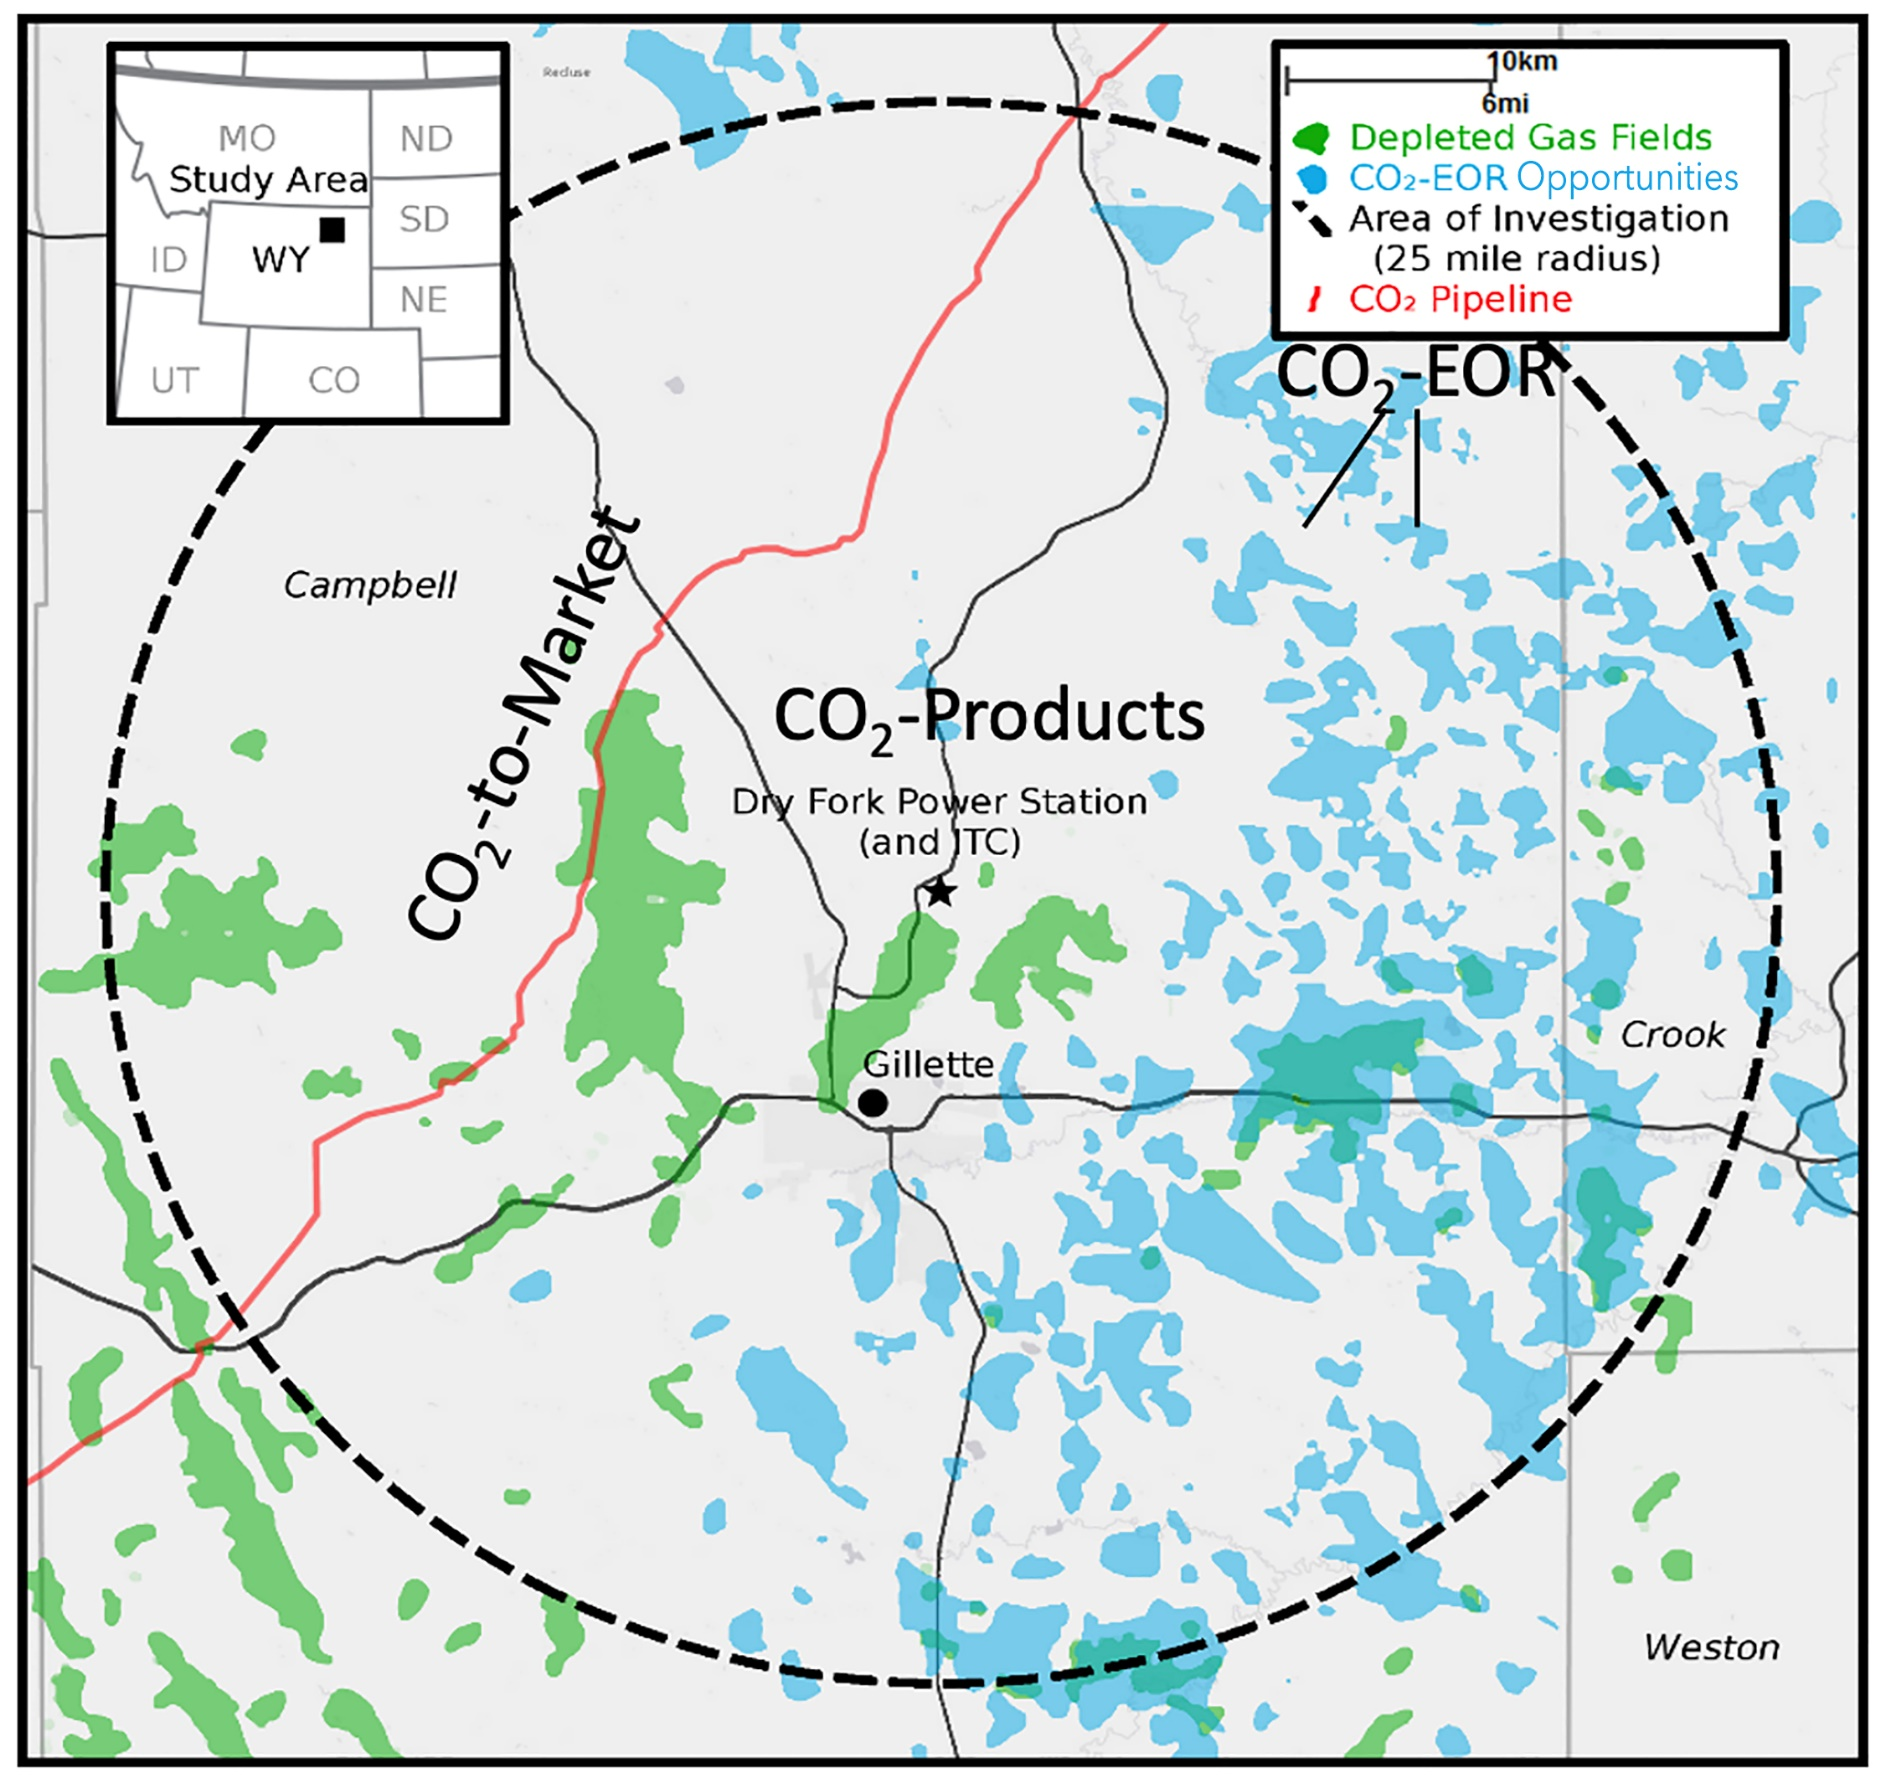 Recluse
MO
ND
Study Area
SD
ID
WY
NE
UT
CO
10km
6mi
Depleted Gas Fields
CO₂-EOR Opportunities
Area of Investigation
(25 mile radius)
CO₂ Pipeline
CO₂-EOR
Campbell
CO₂-to-Market
CO₂-Products
Dry Fork Power Station
(and ITC)
Crook
Gillette
Weston